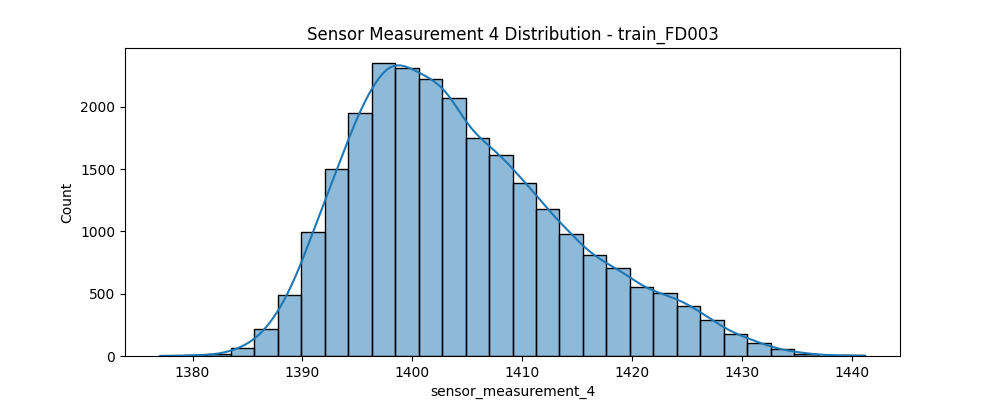 Sensor Measurement 4 Distribution - train_FD003
Count
2000
1500
1000
500
0
1380 1390 1400 1410 1420 1430 1440
sensor_measurement_4